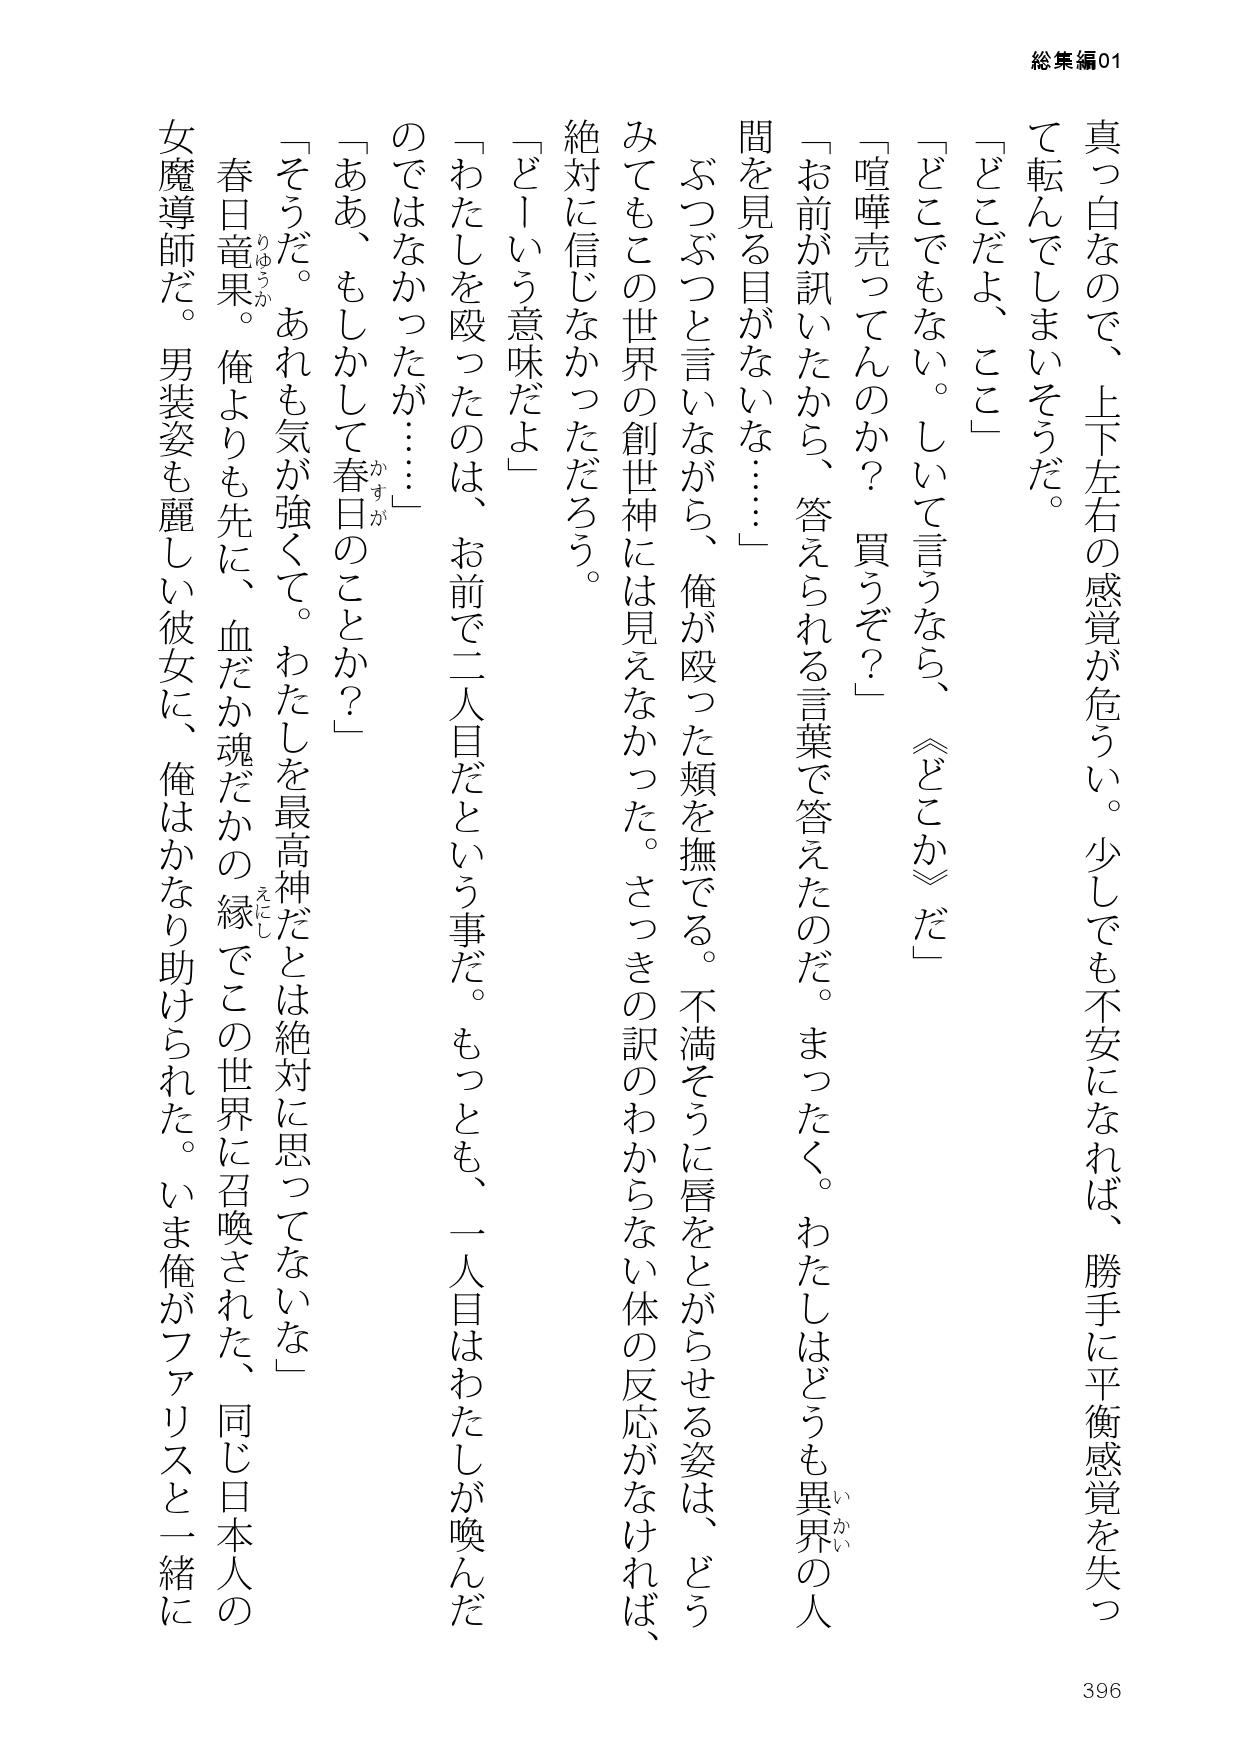 総集編01
真っ白なので、上下左右の感覚が危うい。少しでも不安になれば、勝手に平衡感覚を失っ
て転んでしまいそうだ。
「どこだよ、ここ」
「どこでもない。しいて言うなら、《どこか》だ」
「喧嘩売ってんのか？　買うぞ？」
「お前が訊いたから、答えられる言葉で答えたのだ。まったく。わたしはどうも異界の人
いかい
間を見る目がないな……」
　ぶつぶつと言いながら、俺が殴った頬を撫でる。不満そうに唇をとがらせる姿は、どう
みてもこの世界の創世神には見えなかった。さっきの訳のわからない体の反応がなければ、
絶対に信じなかっただろう。
「どーいう意味だよ」
「わたしを殴ったのは、お前で二人目だという事だ。もっとも、一人目はわたしが喚んだ
のではなかったが……」
「ああ、もしかして春日のことか？」
かすが
「そうだ。あれも気が強くて。わたしを最高神だとは絶対に思ってないな」
　春日竜果。俺よりも先に、血だか魂だかの縁でこの世界に召喚された、同じ日本人の
りゅうか
えにし
女魔導師だ。男装姿も麗しい彼女に、俺はかなり助けられた。いま俺がファリスと一緒に
396